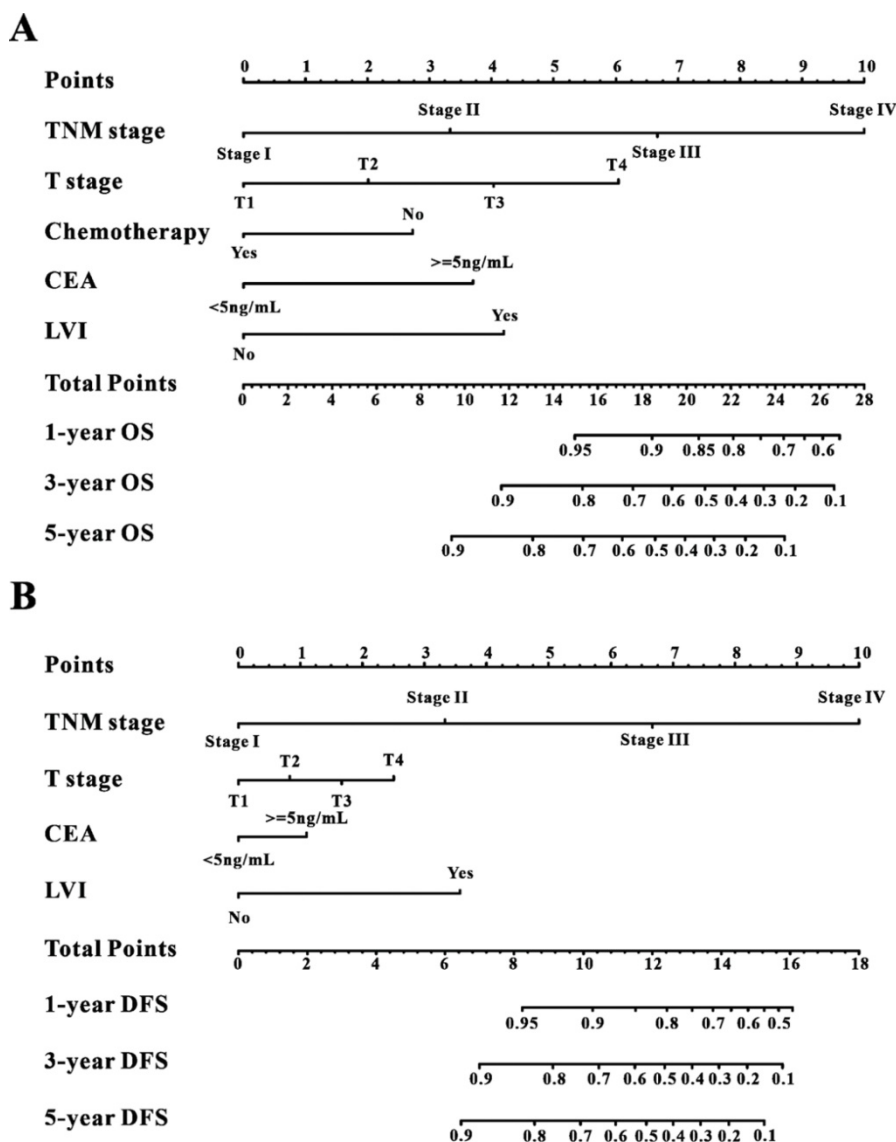 A
Points 0 1 2 3 4 5 6 7 8 9 10
TNM stage Stage I Stage II Stage III Stage IV
T stage T1 T2 T3 T4
Chemotherapy Yes No
CEA <5ng/mL >=5ng/mL
LVI No Yes
Total Points 0 2 4 6 8 10 12 14 16 18 20 22 24 26 28
1-year OS 0.95 0.9 0.85 0.8 0.7 0.6
3-year OS 0.9 0.8 0.7 0.6 0.5 0.4 0.3 0.2 0.1
5-year OS 0.9 0.8 0.7 0.6 0.5 0.4 0.3 0.2 0.1
B
Points 0 1 2 3 4 5 6 7 8 9 10
TNM stage Stage I Stage II Stage III Stage IV
T stage T1 T2 T3 T4
CEA <5ng/mL >=5ng/mL
LVI No Yes
Total Points 0 2 4 6 8 10 12 14 16 18
1-year DFS 0.95 0.9 0.8 0.7 0.6 0.5
3-year DFS 0.9 0.8 0.7 0.6 0.5 0.4 0.3 0.2 0.1
5-year DFS 0.9 0.8 0.7 0.6 0.5 0.4 0.3 0.2 0.1